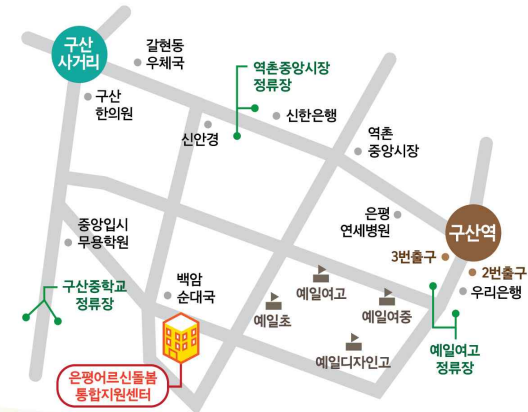 구산
사거리
갈현동
우체국
역촌중앙시장
정류장
구산
한의원
신안경
신한은행
역촌
중앙시장
은평
연세병원
구산역
3번출구
2번출구
우리은행
중앙입시
무용학원
구산중학교
정류장
백암
순대국
예일초
예일여고
예일여중
예일디자인고
예일여고
정류장
은평어르신돌봄
통합지원센터